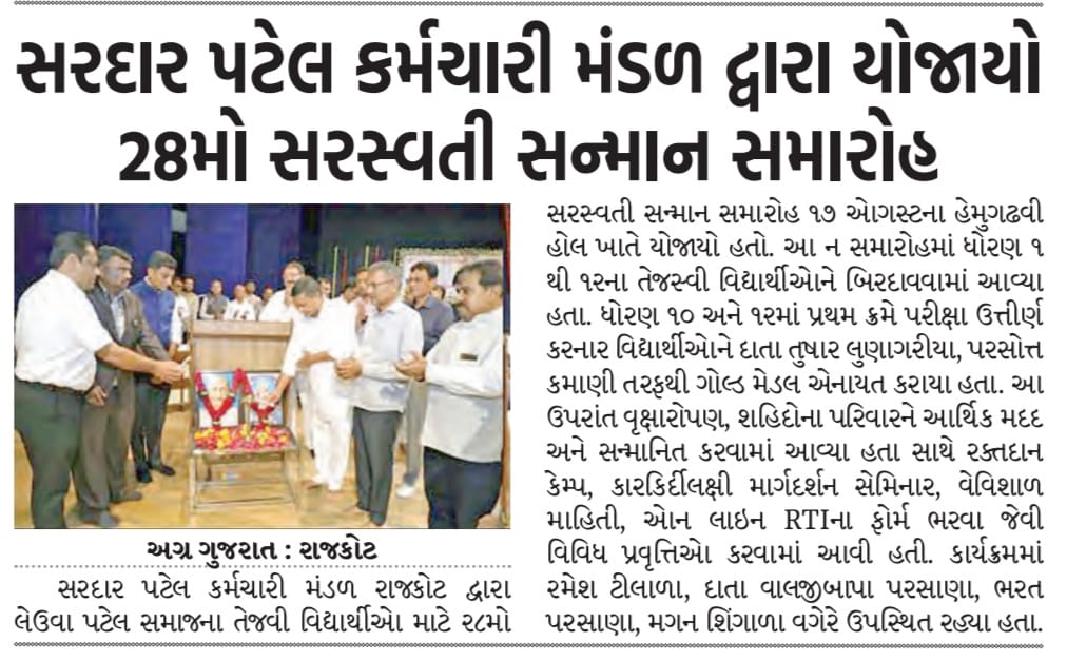 સરદાર પટેલ કર્મચારી મંડળ દ્વારા યોજાયો
28મો સરસ્વતી સન્માન સમારોહ
અગ્ર ગુજરાત : રાજકોટ
સરદાર પટેલ કર્મચારી મંડળ રાજકોટ દ્વારા
લેઉવા પટેલ સમાજના તેજવી વિદ્યાર્થીઓ માટે ૨૮મો
સરસ્વતી સન્માન સમારોહ ૧૭ ઓગસ્ટના હેમુગઢવી
હોલ ખાતે યોજાયો હતો. આ ન સમારોહમાં ધોરણ ૧
થી ૧૨ના તેજસ્વી વિદ્યાર્થીઓને બિરદાવવામાં આવ્યા
હતા. ધોરણ ૧૦ અને ૧૨માં પ્રથમ ક્રમે પરીક્ષા ઉત્તીર્ણ
કરનાર વિદ્યાર્થીઓને દાતા તુષાર લુણાગરીયા, પરસોત્ત
કમાણી તરફથી ગોલ્ડ મેડલ એનાયત કરાયા હતા. આ
ઉપરાંત વૃક્ષારોપણ, શહિદોના પરિવારને આર્થિક મદદ
અને સન્માનિત કરવામાં આવ્યા હતા સાથે રક્તદાન
કેમ્પ, કારકિર્દીલક્ષી માર્ગદર્શન સેમિનાર, વેવિશાળ
માહિતી, ઓન લાઇન RTIના ફોર્મ ભરવા જેવી
વિવિધ પ્રવૃત્તિઓ કરવામાં આવી હતી. કાર્યક્રમમાં
રમેશ ટીલાળા, દાતા વાલજીબાપા પરસાણા, ભરત
પરસાણા, મગન શિંગાળા વગેરે ઉપસ્થિત રહ્યા હતા.